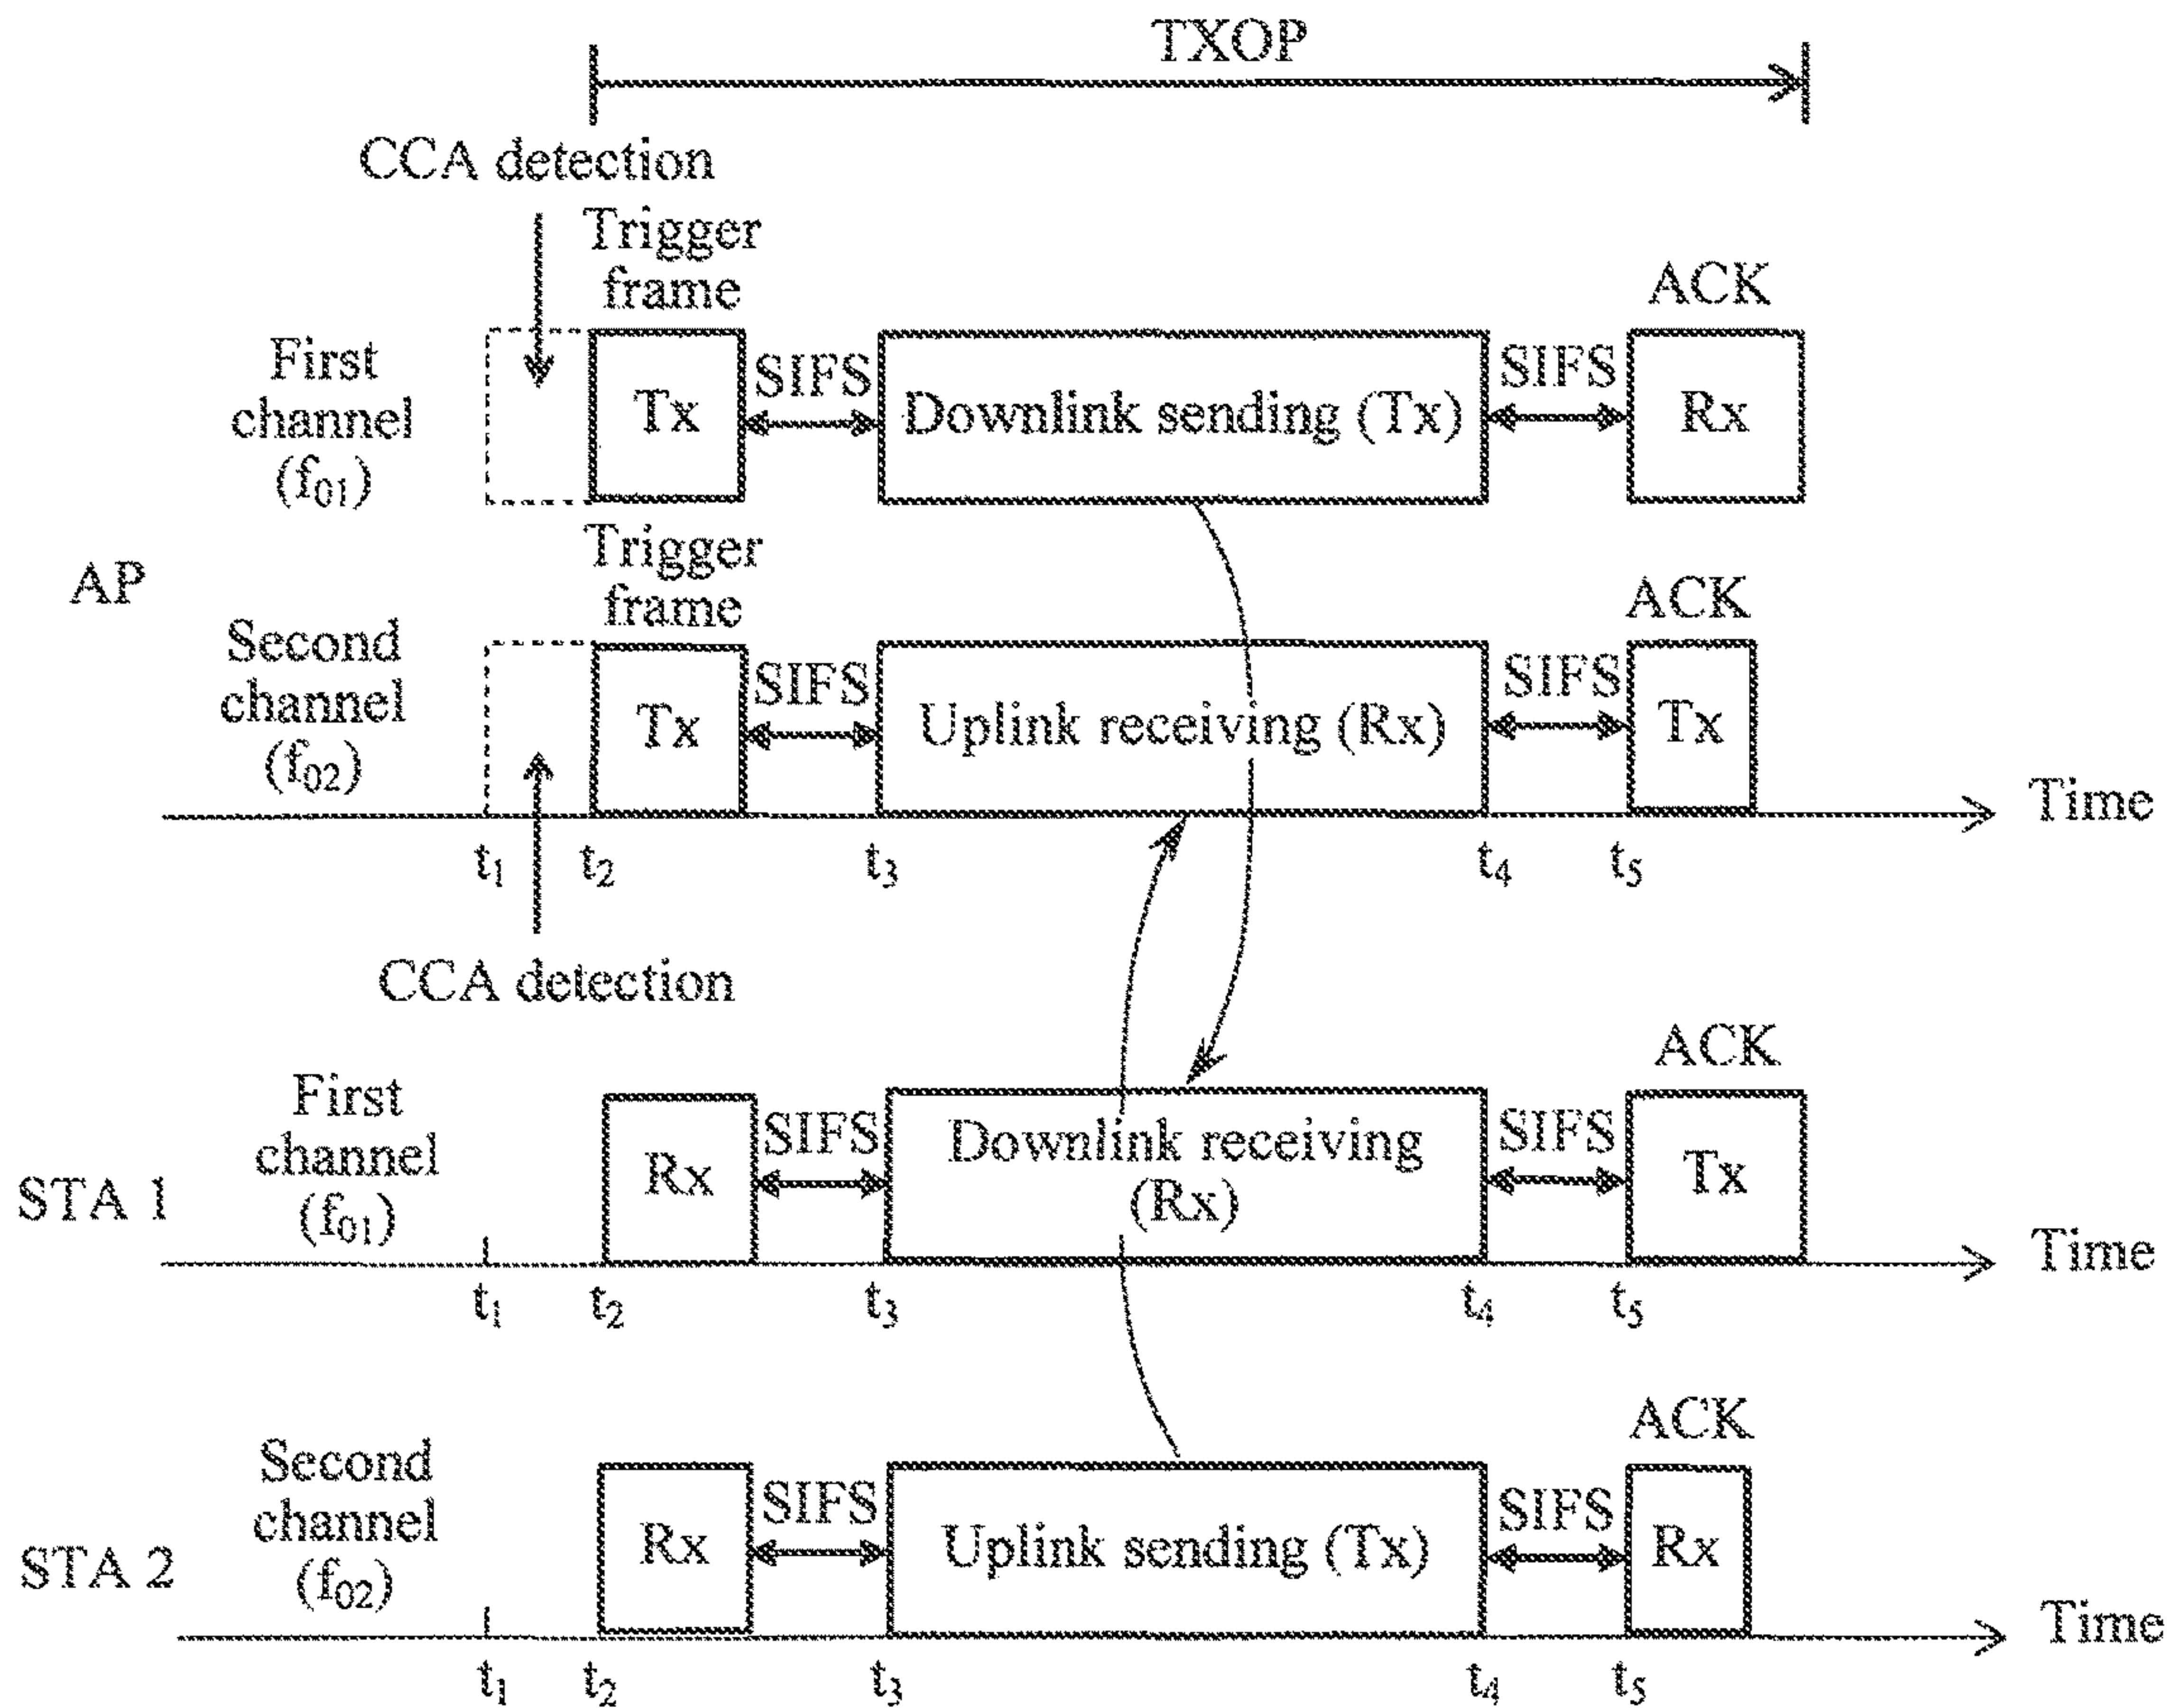 TXOP
CCA detection
Trigger
frame
ACK
First
channel
(f01)
Tx
SIFS
Downlink sending (Tx)
SIFS
Rx
AP
Trigger
frame
ACK
Second
channel
(f02)
Tx
SIFS
Uplink receiving (Rx)
SIFS
Tx
Time
t1
t2
t3
t4
t5
CCA detection
STA 1
First
channel
(f01)
Rx
SIFS
Downlink receiving
(Rx)
SIFS
ACK
Tx
Time
t1
t2
t3
t4
t5
STA 2
Second
channel
(f02)
Rx
SIFS
Uplink sending (Tx)
SIFS
ACK
Rx
Time
t1
t2
t3
t4
t5